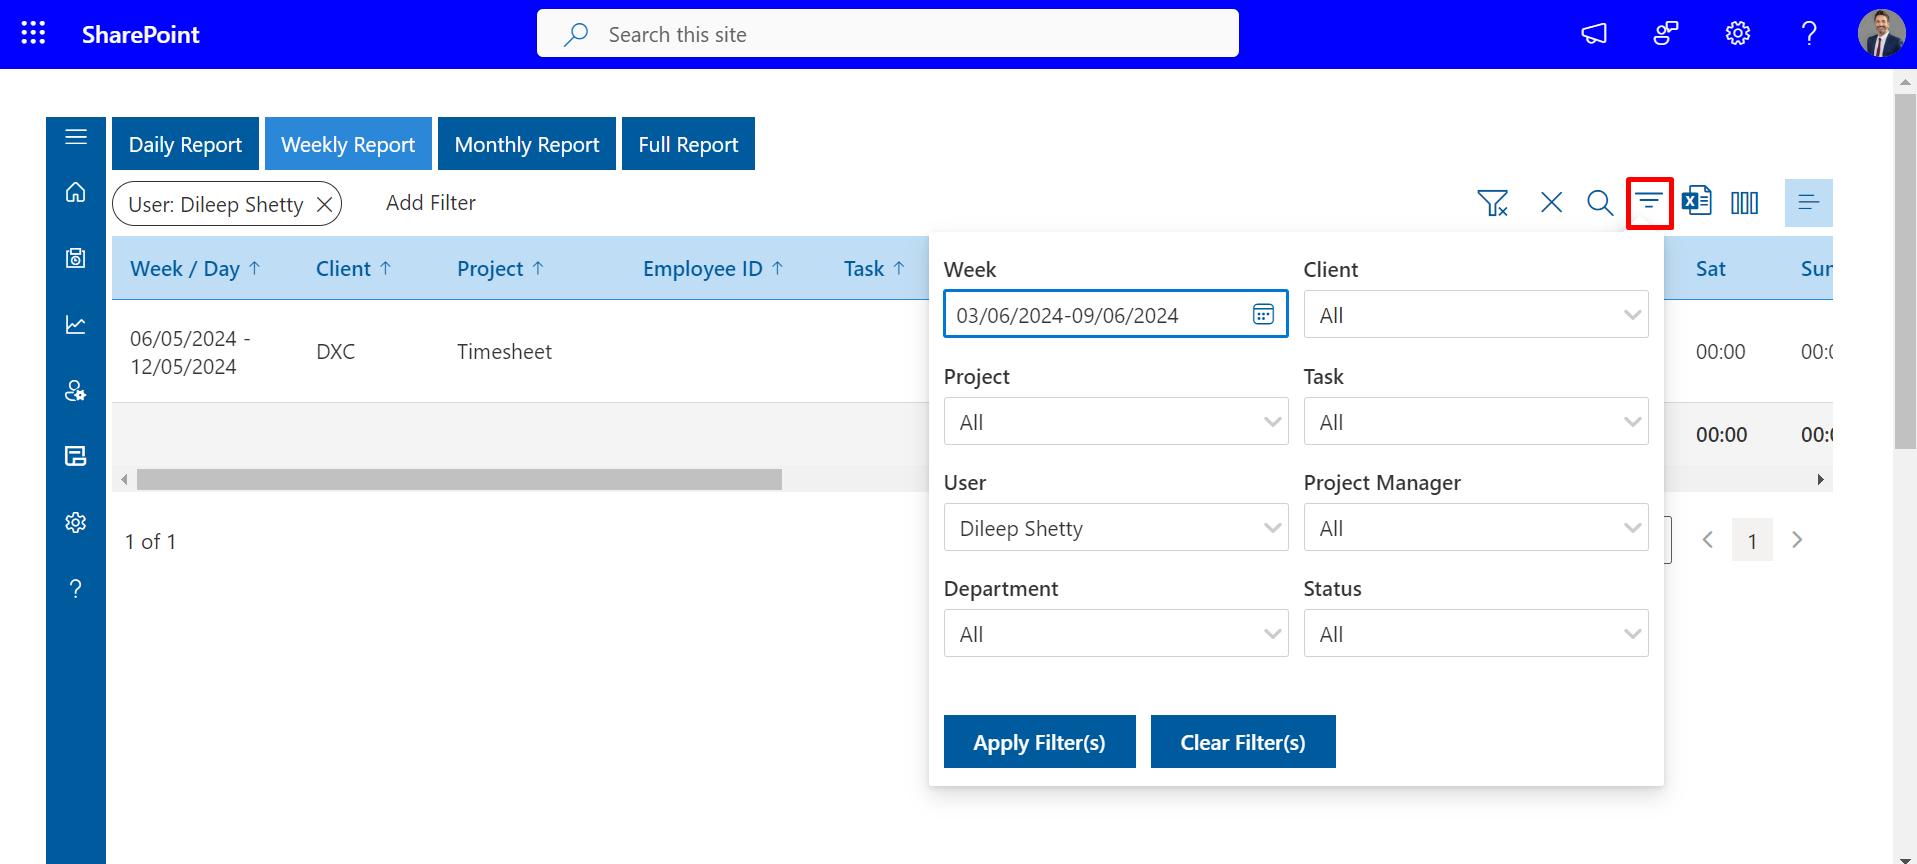 SharePoint
Search this site
Daily Report
Weekly Report
Monthly Report
Full Report
User: Dileep Shetty
Add Filter
Week / Day ↑
Client ↑
Project ↑
Employee ID ↑
Task ↑
Sat
Sun
06/05/2024 -
12/05/2024
DXC
Timesheet
00:00
00:0
00:00
00:0
1 of 1
1
Week
03/06/2024-09/06/2024
Client
All
Project
All
Task
All
User
Dileep Shetty
Project Manager
All
Department
All
Status
All
Apply Filter(s)
Clear Filter(s)